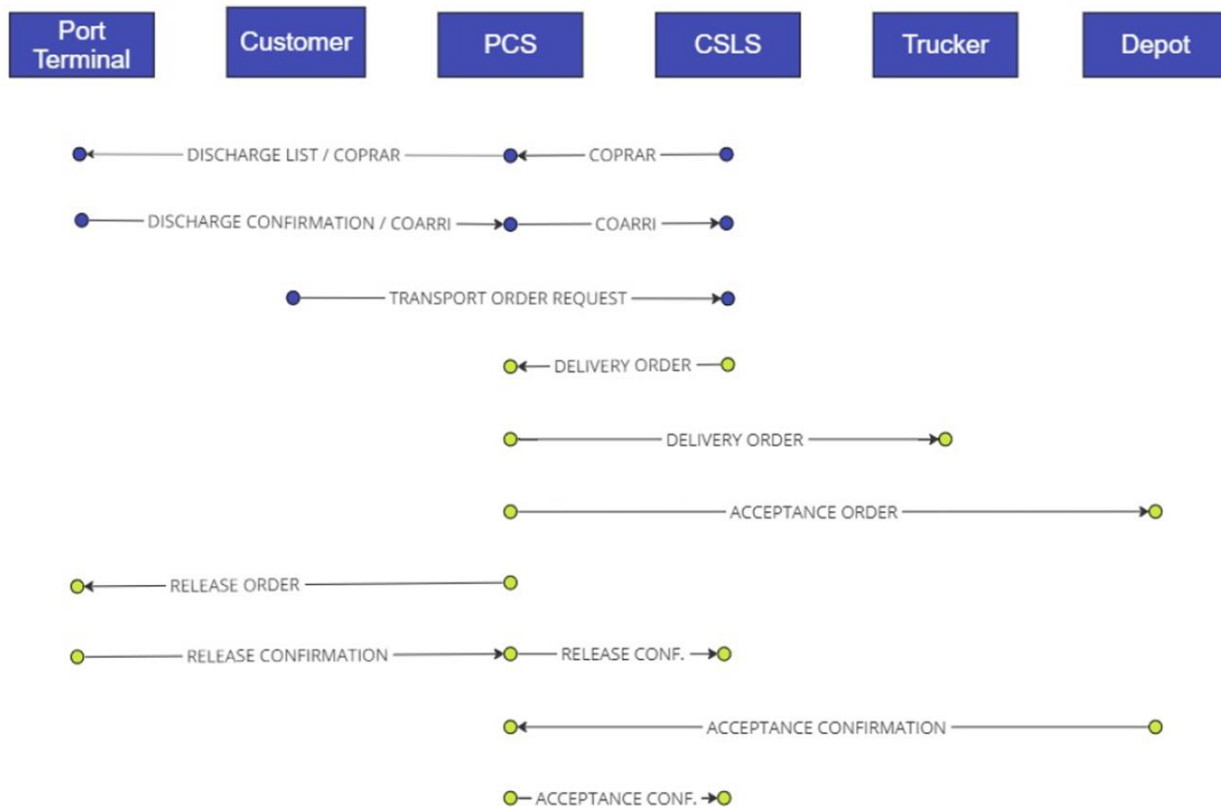 Port
Terminal
Customer
PCS
CSLS
Trucker
Depot
DISCHARGE LIST / COPRAR
COPRAR
DISCHARGE CONFIRMATION / COARRI
COARRI
TRANSPORT ORDER REQUEST
DELIVERY ORDER
DELIVERY ORDER
ACCEPTANCE ORDER
RELEASE ORDER
RELEASE CONFIRMATION
RELEASE CONF.
ACCEPTANCE CONFIRMATION
ACCEPTANCE CONF.